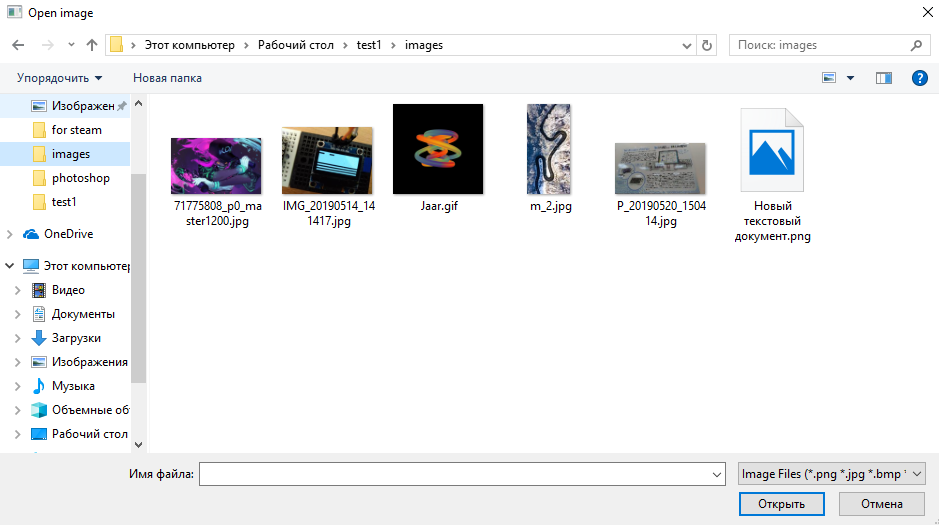 Open image
Этот компьютер
Рабочий стол
test1
images
Поиск: images
Упорядочить
Новая папка
Изображен
for steam
images
photoshop
test1
OneDrive
Этот компьютер
Видео
Документы
Загрузки
Изображения
Музыка
Объемные об
Рабочий стол
71775808_p0_ma
ster1200.jpg
IMG_20190514_14
1417.jpg
Jaar.gif
m_2.jpg
P_20190520_1504
14.jpg
Новый
текстовый
документ.png
Имя файла:
Image Files (*.png *.jpg *.bmp *
Открыть
Отмена